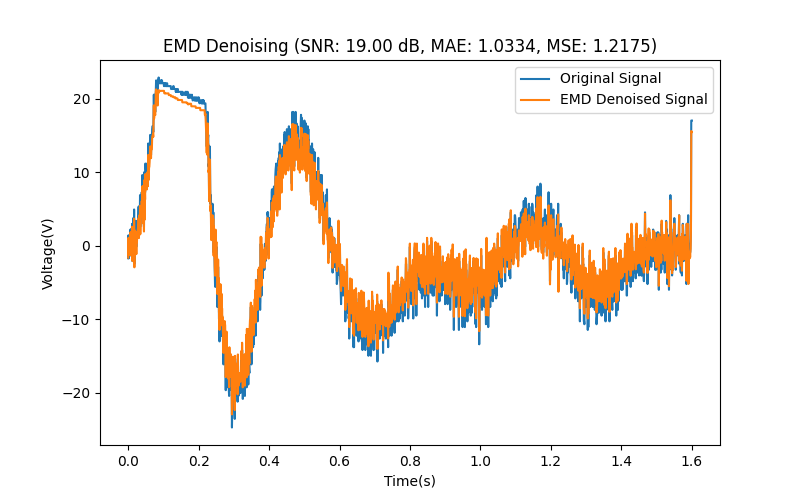 EMD Denoising (SNR: 19.00 dB, MAE: 1.0334, MSE: 1.2175)
Original Signal
EMD Denoised Signal
20
10
0
−10
−20
Voltage(V)
0.0 0.2 0.4 0.6 0.8 1.0 1.2 1.4 1.6
Time(s)